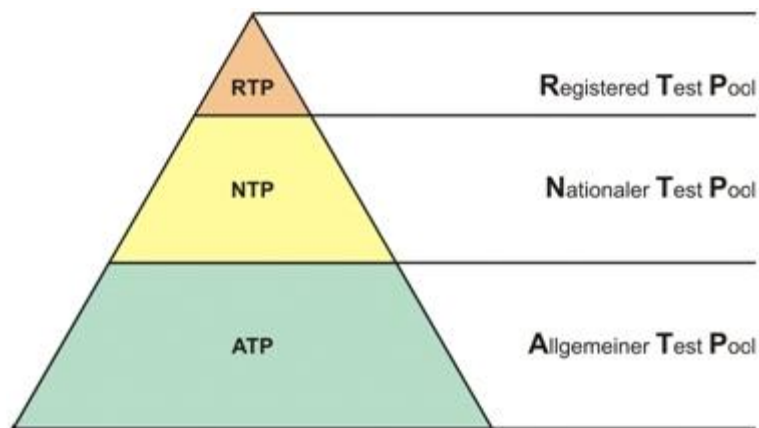 RTP Registered Test Pool
NTP Nationaler Test Pool
ATP Allgemeiner Test Pool